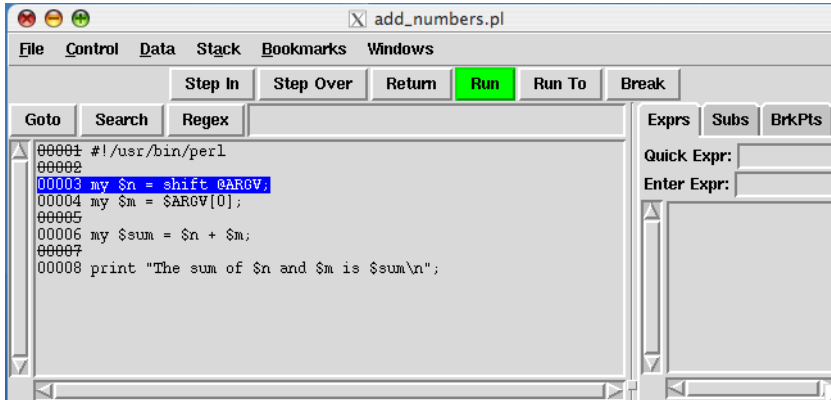 add_numbers.pl
File Control Data Stack Bookmarks Windows
Step In Step Over Return Run Run To Break
Goto Search Regex
Exprs Subs BrkPts
Quick Expr:
Enter Expr:
00001 #!/usr/bin/perl
00002
00003 my $n = shift @ARGV;
00004 my $m = $ARGV[0];
00005
00006 my $sum = $n + $m;
00007
00008 print "The sum of $n and $m is $sum\n";